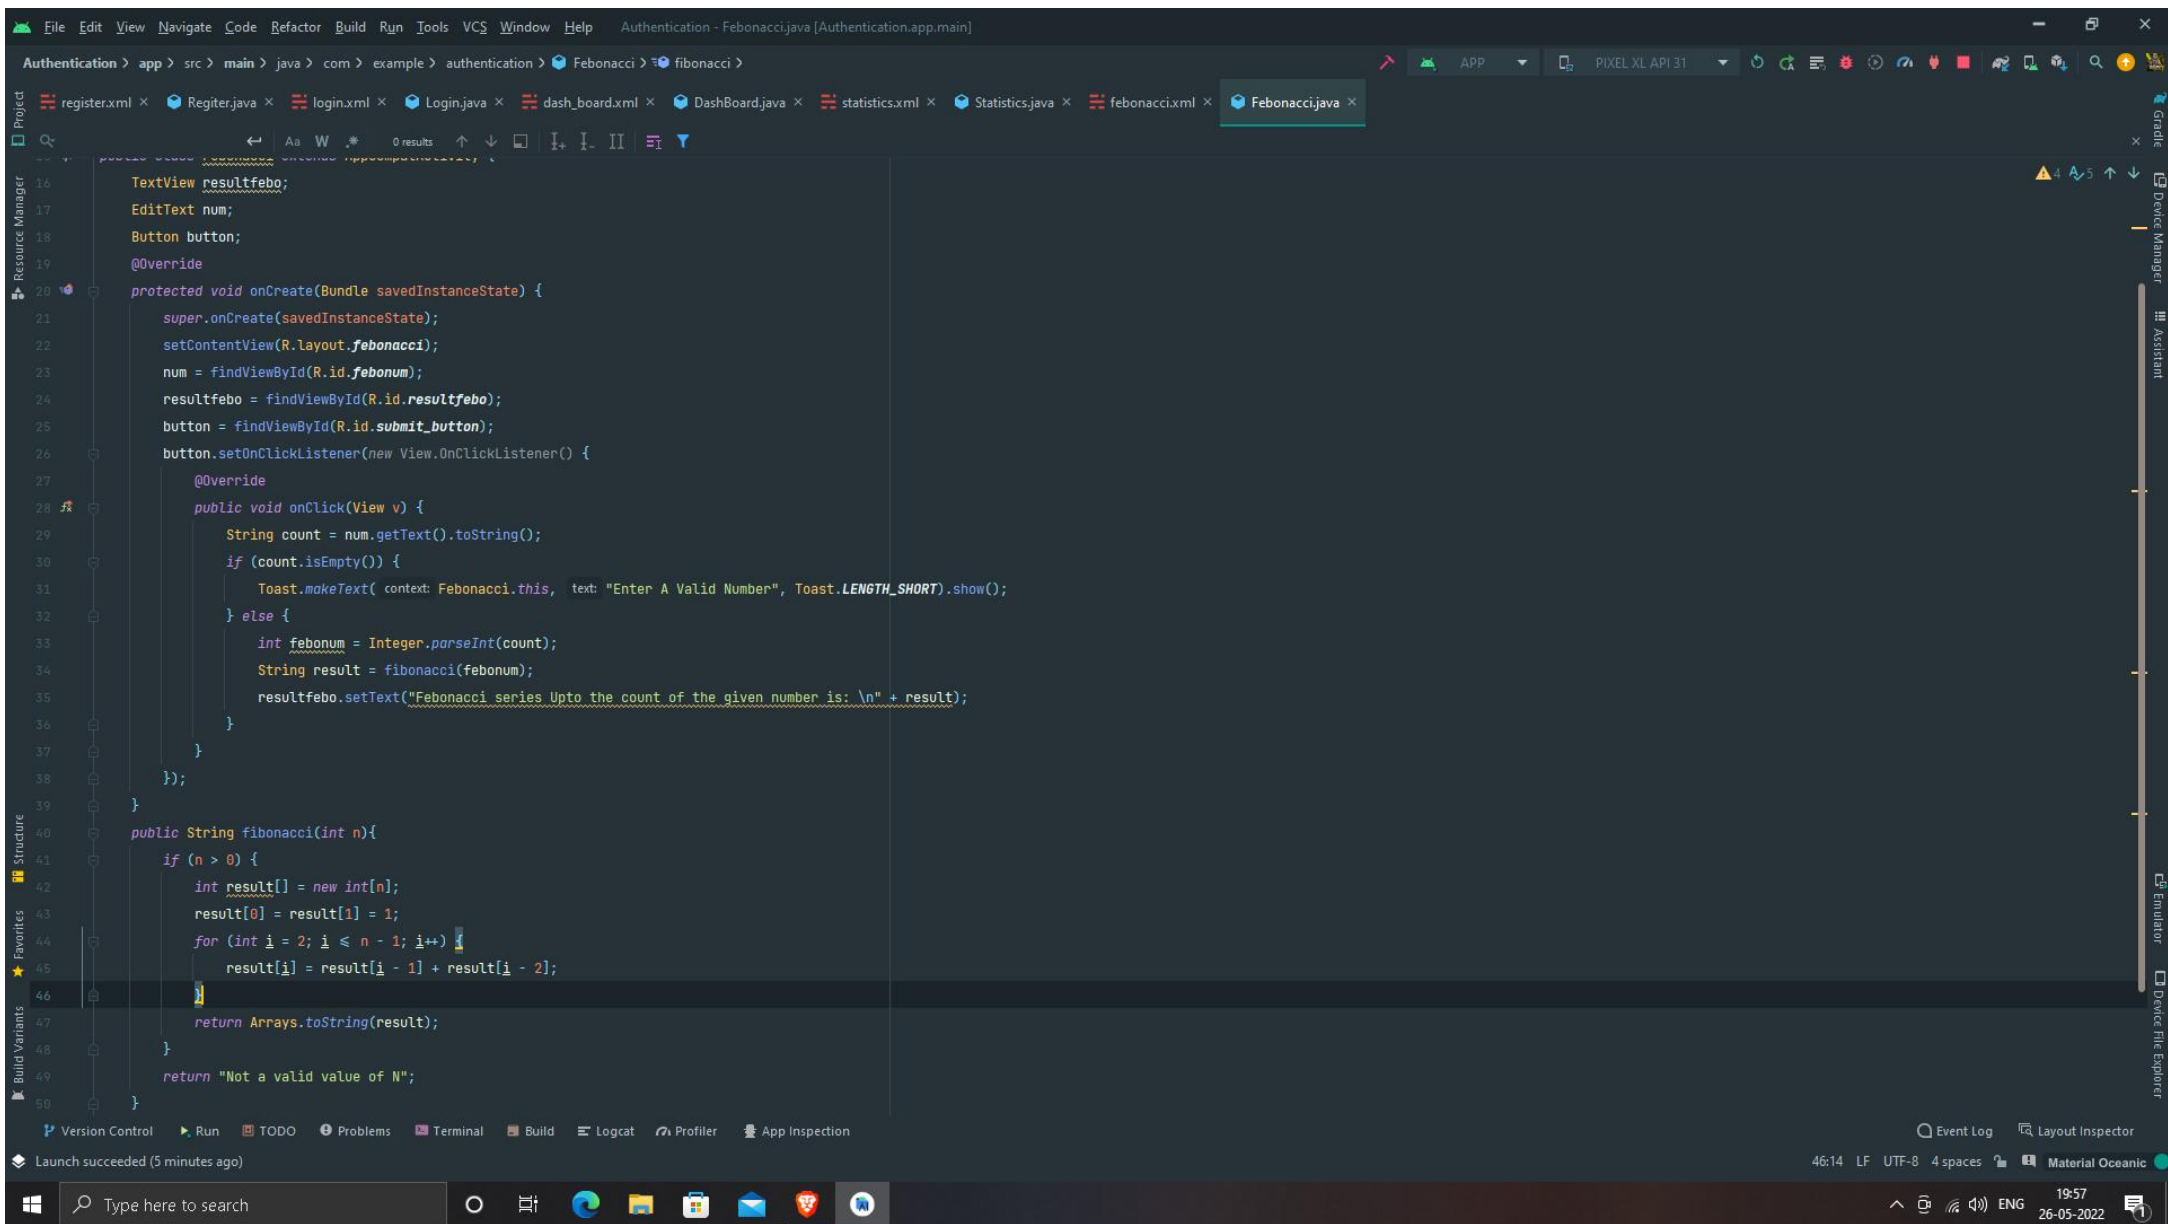 File Edit View Navigate Code Refactor Build Run Tools VCS Window Help Authentication - Febonacci.java [Authentication.app.main]
Authentication > app > src > main > java > com > example > authentication > Febonacci > fibonacci > APP PIXEL XL API 31
register.xml × Regiter.java × login.xml × Login.java × dash_board.xml × DashBoard.java × statistics.xml × Statistics.java × febonacci.xml × Febonacci.java ×
Aa W .* 0 results
public class Febonacci extends AppCompatActivity {
16 TextView resultfebo;
17 EditText num;
18 Button button;
19 @Override
20 protected void onCreate(Bundle savedInstanceState) {
21 super.onCreate(savedInstanceState);
22 setContentView(R.layout.febonacci);
23 num = findViewById(R.id.febonum);
24 resultfebo = findViewById(R.id.resultfebo);
25 button = findViewById(R.id.submit_button);
26 button.setOnClickListener(new View.OnClickListener() {
27 @Override
28 public void onClick(View v) {
29 String count = num.getText().toString();
30 if (count.isEmpty()) {
31 Toast.makeText( context: Febonacci.this, text: "Enter A Valid Number", Toast.LENGTH_SHORT).show();
32 } else {
33 int febonum = Integer.parseInt(count);
34 String result = fibonacci(febonum);
35 resultfebo.setText("Febonacci series Upto the count of the given number is: \n" + result);
36 }
37 }
38 });
39 }
40 public String fibonacci(int n){
41 if (n > 0) {
42 int result[] = new int[n];
43 result[0] = result[1] = 1;
44 for (int i = 2; i <= n - 1; i++) {
45 result[i] = result[i - 1] + result[i - 2];
46 }
47 return Arrays.toString(result);
48 }
49 return "Not a valid value of N";
50 }
4 5
Project
Resource Manager
Structure
Favorites
Build Variants
Gradle
Device Manager
Assistant
Emulator
Device File Explorer
Version Control Run TODO Problems Terminal Build Logcat Profiler App Inspection Event Log Layout Inspector
Launch succeeded (5 minutes ago) 46:14 LF UTF-8 4 spaces Material Oceanic
Type here to search ENG 19:57
26-05-2022
1